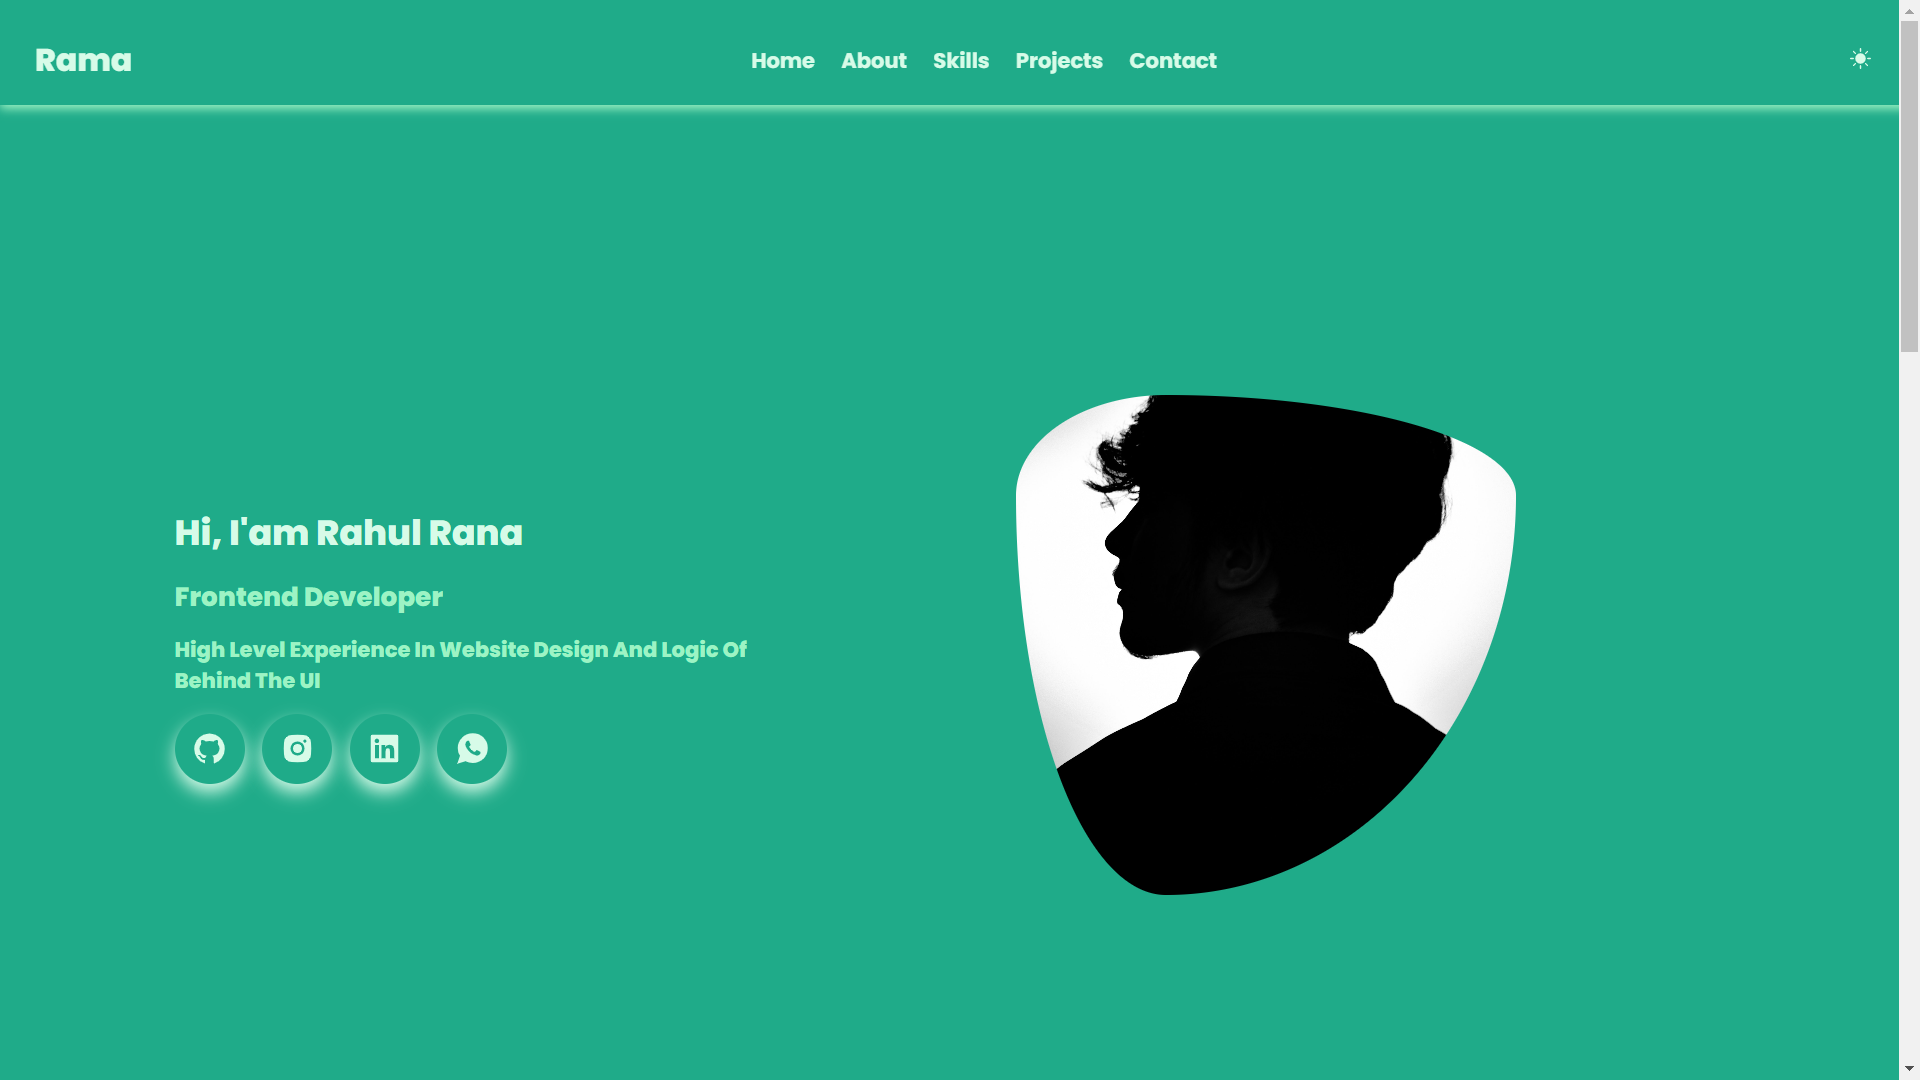 Rama
Home About Skills Projects Contact
Hi, I'am Rahul Rana
Frontend Developer
High Level Experience In Website Design And Logic Of
Behind The UI